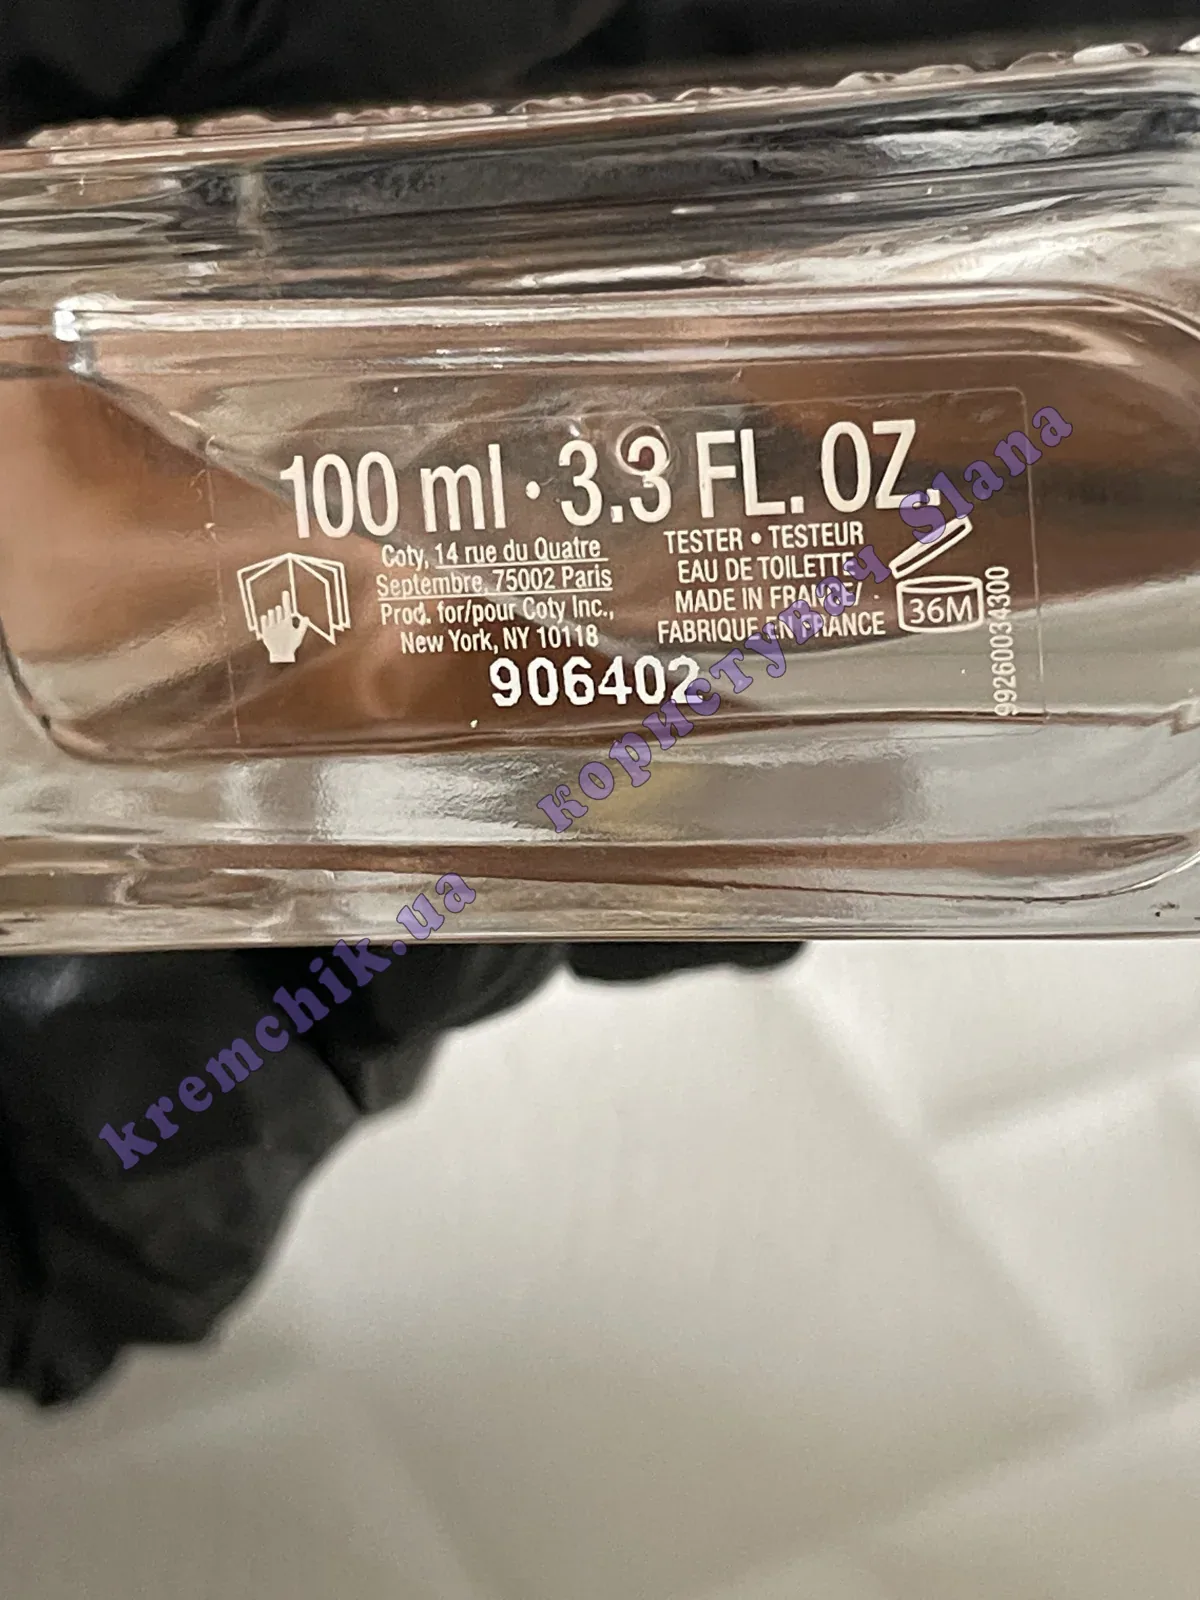 100 ml · 3.3 FL. OZ.
Coty, 14 rue du Quatre
Septembre, 75002 Paris
Prod. for/pour Coty Inc.,
New York, NY 10118
TESTER • TESTEUR
EAU DE TOILETTE
MADE IN FRANCE/
FABRIQUÉ EN FRANCE
36M
99260034300
906402
kremchik.ua користувач Slana